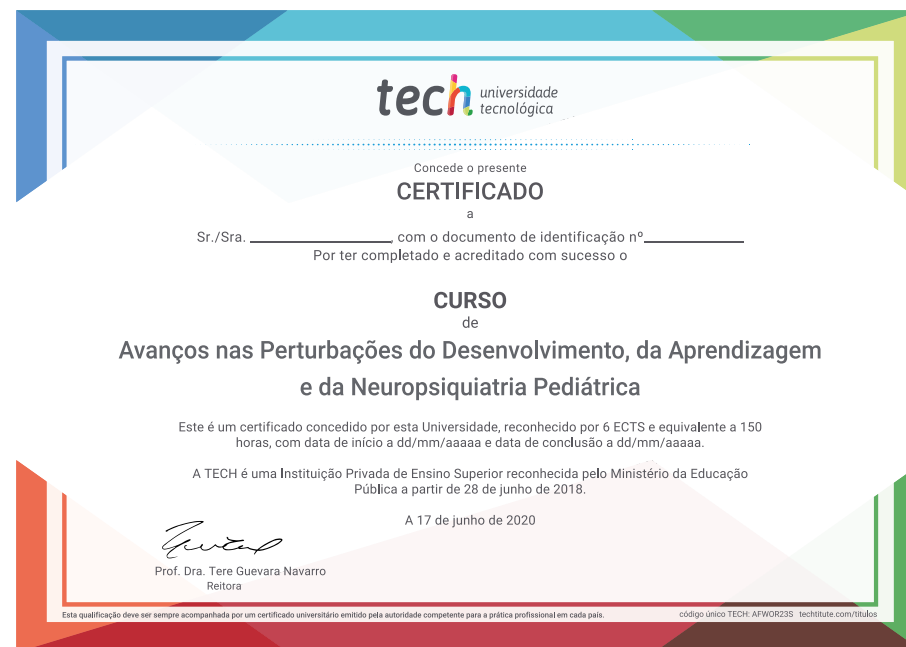 tech universidade
tecnológica
Concede o presente
CERTIFICADO
a
Sr./Sra. ____________, com o documento de identificação nº____________
Por ter completado e acreditado com sucesso o
CURSO
de
Avanços nas Perturbações do Desenvolvimento, da Aprendizagem
e da Neuropsiquiatria Pediátrica
Este é um certificado concedido por esta Universidade, reconhecido por 6 ECTS e equivalente a 150
horas, com data de início a dd/mm/aaaaa e data de conclusão a dd/mm/aaaaa.
A TECH é uma Instituição Privada de Ensino Superior reconhecida pelo Ministério da Educação
Pública a partir de 28 de junho de 2018.
A 17 de junho de 2020
Prof. Dra. Tere Guevara Navarro
Reitora
Esta qualificação deve ser sempre acompanhada por um certificado universitário emitido pela autoridade competente para a prática profissional em cada país.
código único TECH: AFWOR23S techtitute.com/titulos